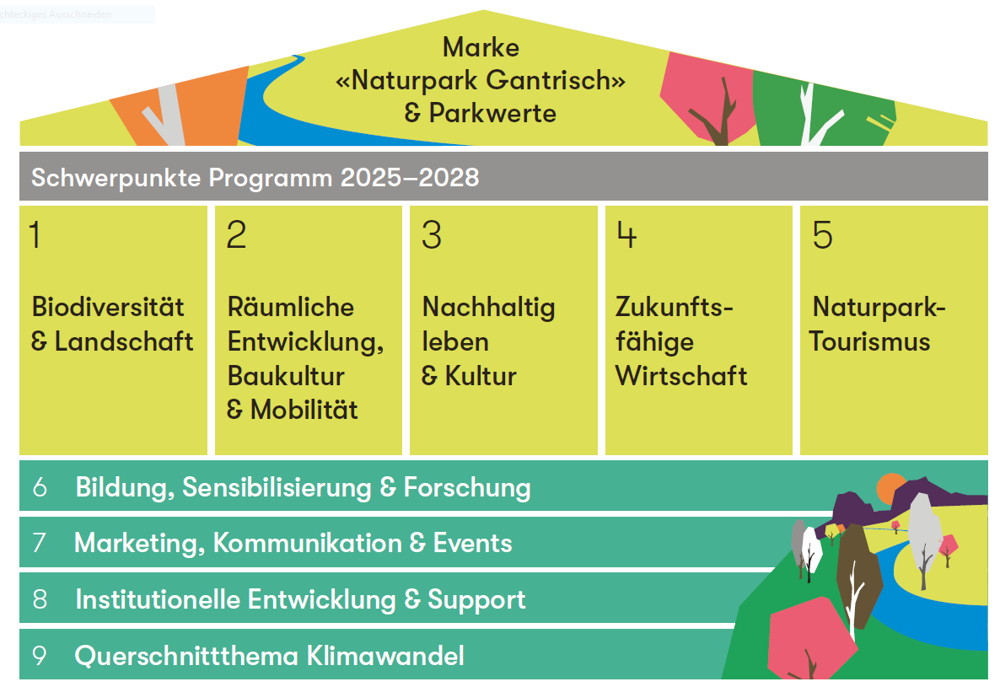 chteckiges Ausschneiden
Marke
«Naturpark Gantrisch»
& Parkwerte
Schwerpunkte Programm 2025–2028
1
Biodiversität
& Landschaft
2
Räumliche
Entwicklung,
Baukultur
& Mobilität
3
Nachhaltig
leben
& Kultur
4
Zukunfts-
fähige
Wirtschaft
5
Naturpark-
Tourismus
6 Bildung, Sensibilisierung & Forschung
7 Marketing, Kommunikation & Events
8 Institutionelle Entwicklung & Support
9 Querschnittthema Klimawandel